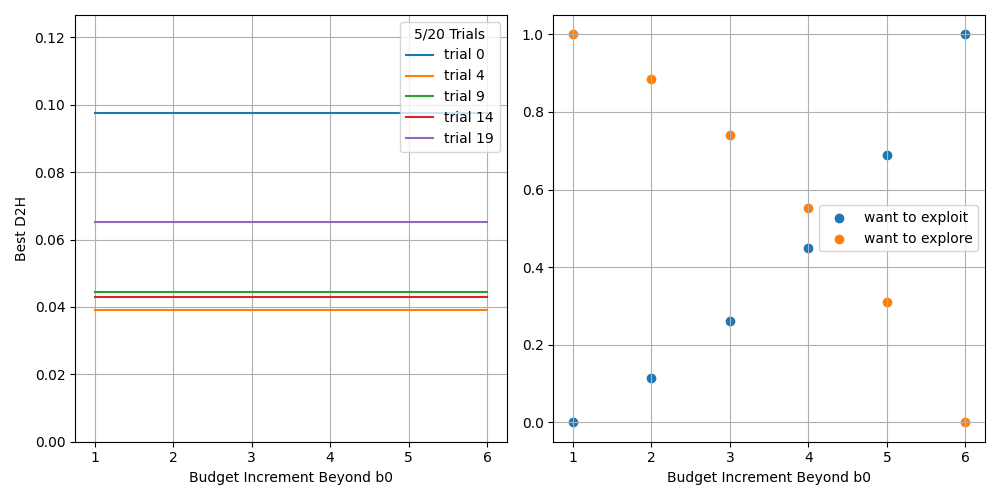 0.12
0.10
0.08
0.06
0.04
0.02
0.00
Best D2H
1 2 3 4 5 6
Budget Increment Beyond b0
5/20 Trials
trial 0
trial 4
trial 9
trial 14
trial 19
1.0
0.8
0.6
0.4
0.2
0.0
1 2 3 4 5 6
Budget Increment Beyond b0
want to exploit
want to explore